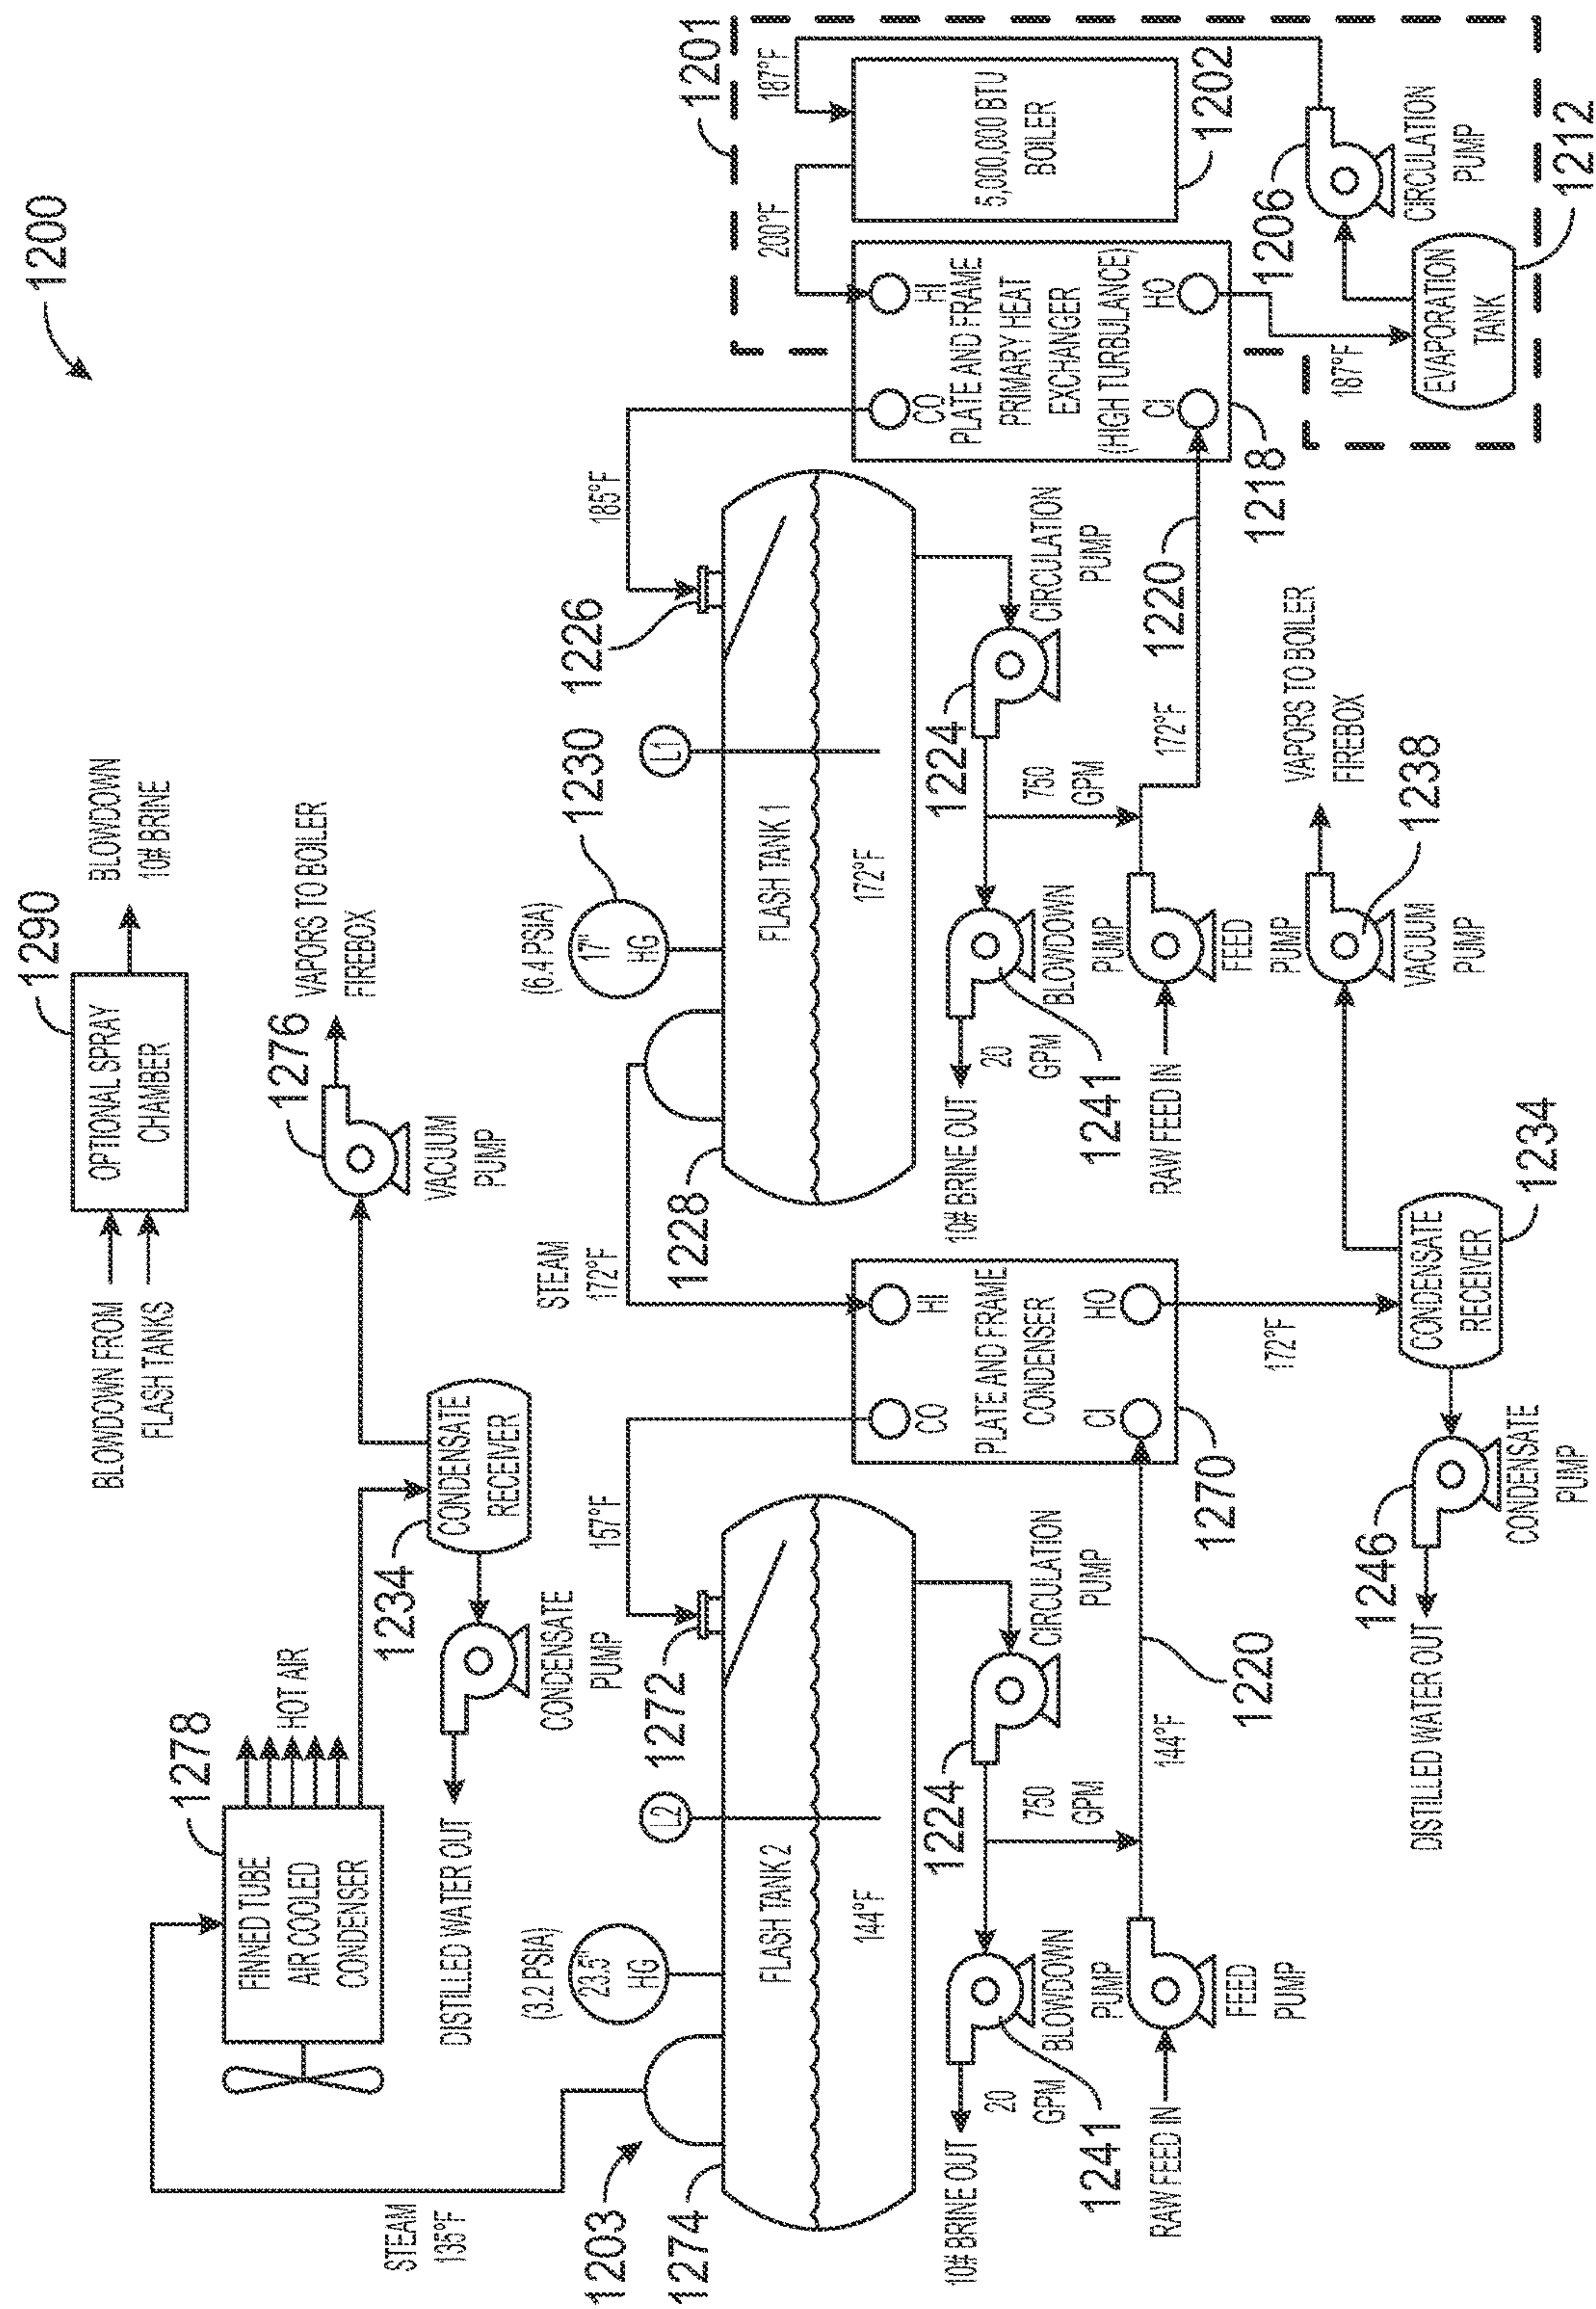 1200
BLOWDOWN FROM
FLASH TANKS
OPTIONAL SPRAY
CHAMBER
1290
BLOWDOWN
10# BRINE
STEAM
135°F
FINNED TUBE
AIR COOLED
CONDENSER
1278
HOT AIR
1234
CONDENSATE
RECEIVER
CONDENSATE
PUMP
DISTILLED WATER OUT
1276
VACUUM
PUMP
VAPORS TO BOILER
FIREBOX
1203
1274
(3.2 PSIA)
23.5"
HG
L2
FLASH TANK 2
144°F
1272
157°F
STEAM
172°F
1228
(6.4 PSIA)
17"
HG
1230
L1
FLASH TANK 1
172°F
1226
185°F
1201
200°F
187°F
10# BRINE OUT
20
GPM
1241
BLOWDOWN
PUMP
1224
750
GPM
CIRCULATION
PUMP
RAW FEED IN
FEED
PUMP
144°F
1220
CO
HI
PLATE AND FRAME
CONDENSER
CI
HO
1270
10# BRINE OUT
20
GPM
1241
BLOWDOWN
PUMP
1224
750
GPM
CIRCULATION
PUMP
RAW FEED IN
FEED
PUMP
172°F
1220
CO
HI
PLATE AND FRAME
PRIMARY HEAT
EXCHANGER
(HIGH TURBULANCE)
CI
HO
1218
5,000,000 BTU
BOILER
1202
1206
CIRCULATION
PUMP
187°F
EVAPORATION
TANK
1212
172°F
CONDENSATE
RECEIVER
1234
1246
CONDENSATE
PUMP
DISTILLED WATER OUT
VACUUM
PUMP
1238
VAPORS TO BOILER
FIREBOX